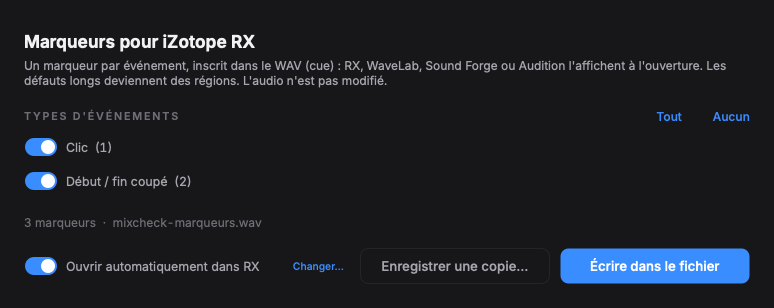 Marqueurs pour iZotope RX
Un marqueur par événement, inscrit dans le WAV (cue) : RX, WaveLab, Sound Forge ou Audition l'affichent à l'ouverture. Les
défauts longs deviennent des régions. L'audio n'est pas modifié.
TYPES D'ÉVÉNEMENTS
Tout
Aucun
Clic (1)
Début / fin coupé (2)
3 marqueurs · mixcheck-marqueurs.wav
Ouvrir automatiquement dans RX
Changer...
Enregistrer une copie...
Écrire dans le fichier